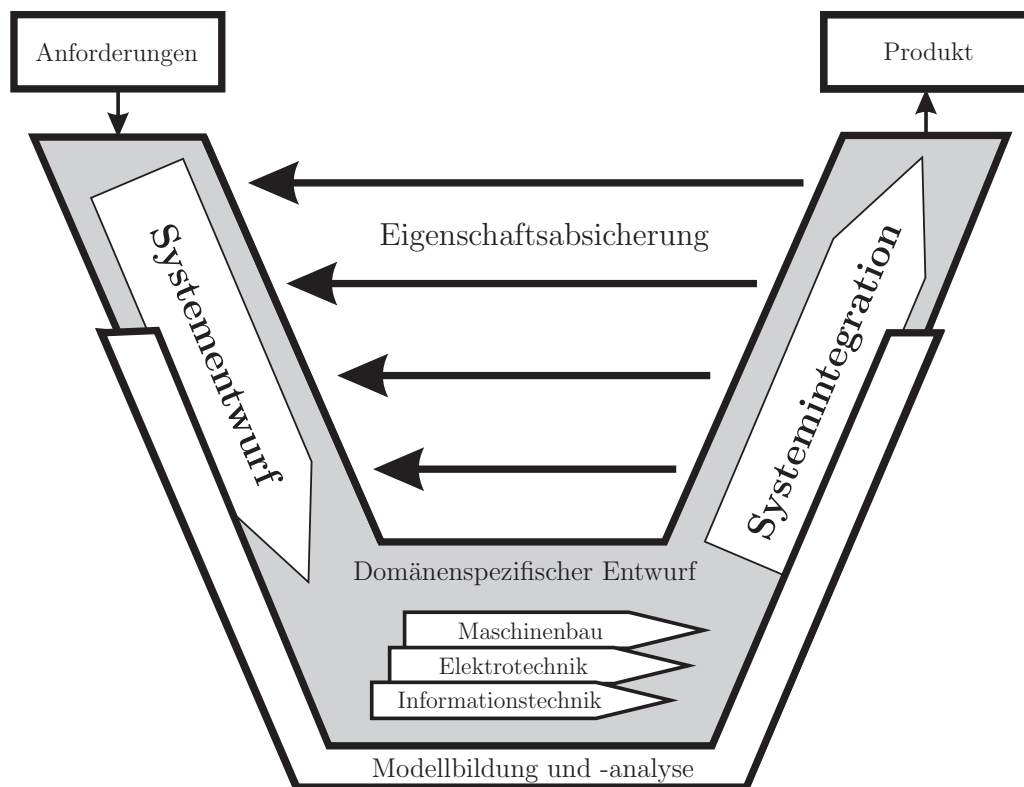 Anforderungen
Produkt
Eigenschaftsabsicherung
Systementwurf
Systemintegration
Domänenspezifischer Entwurf
Maschinenbau
Elektrotechnik
Informationstechnik
Modellbildung und -analyse